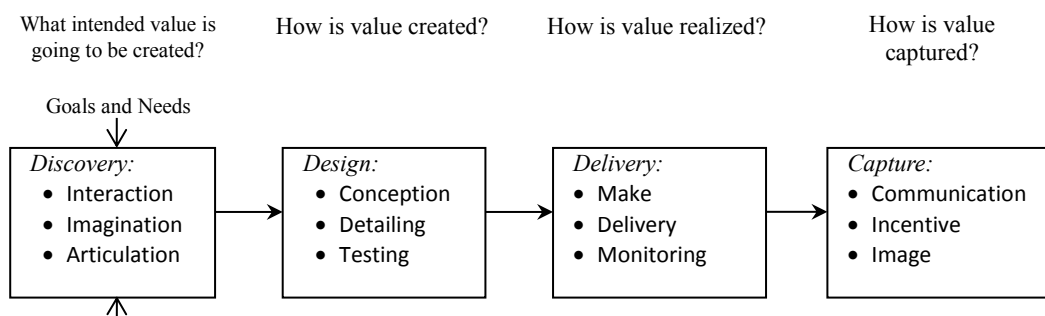 What intended value is
going to be created?
How is value created?
How is value realized?
How is value
captured?
Goals and Needs
Discovery:
• Interaction
• Imagination
• Articulation
Design:
• Conception
• Detailing
• Testing
Delivery:
• Make
• Delivery
• Monitoring
Capture:
• Communication
• Incentive
• Image